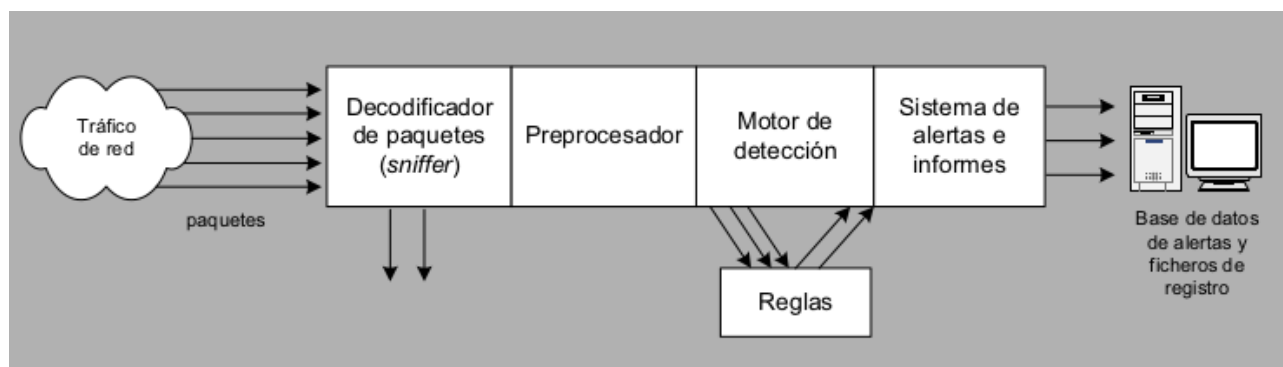 Tráfico
de red
paquetes
Decodificador
de paquetes
(sniffer)
Preprocesador
Motor de
detección
Sistema de
alertas e
informes
Reglas
Base de datos
de alertas y
ficheros de
registro